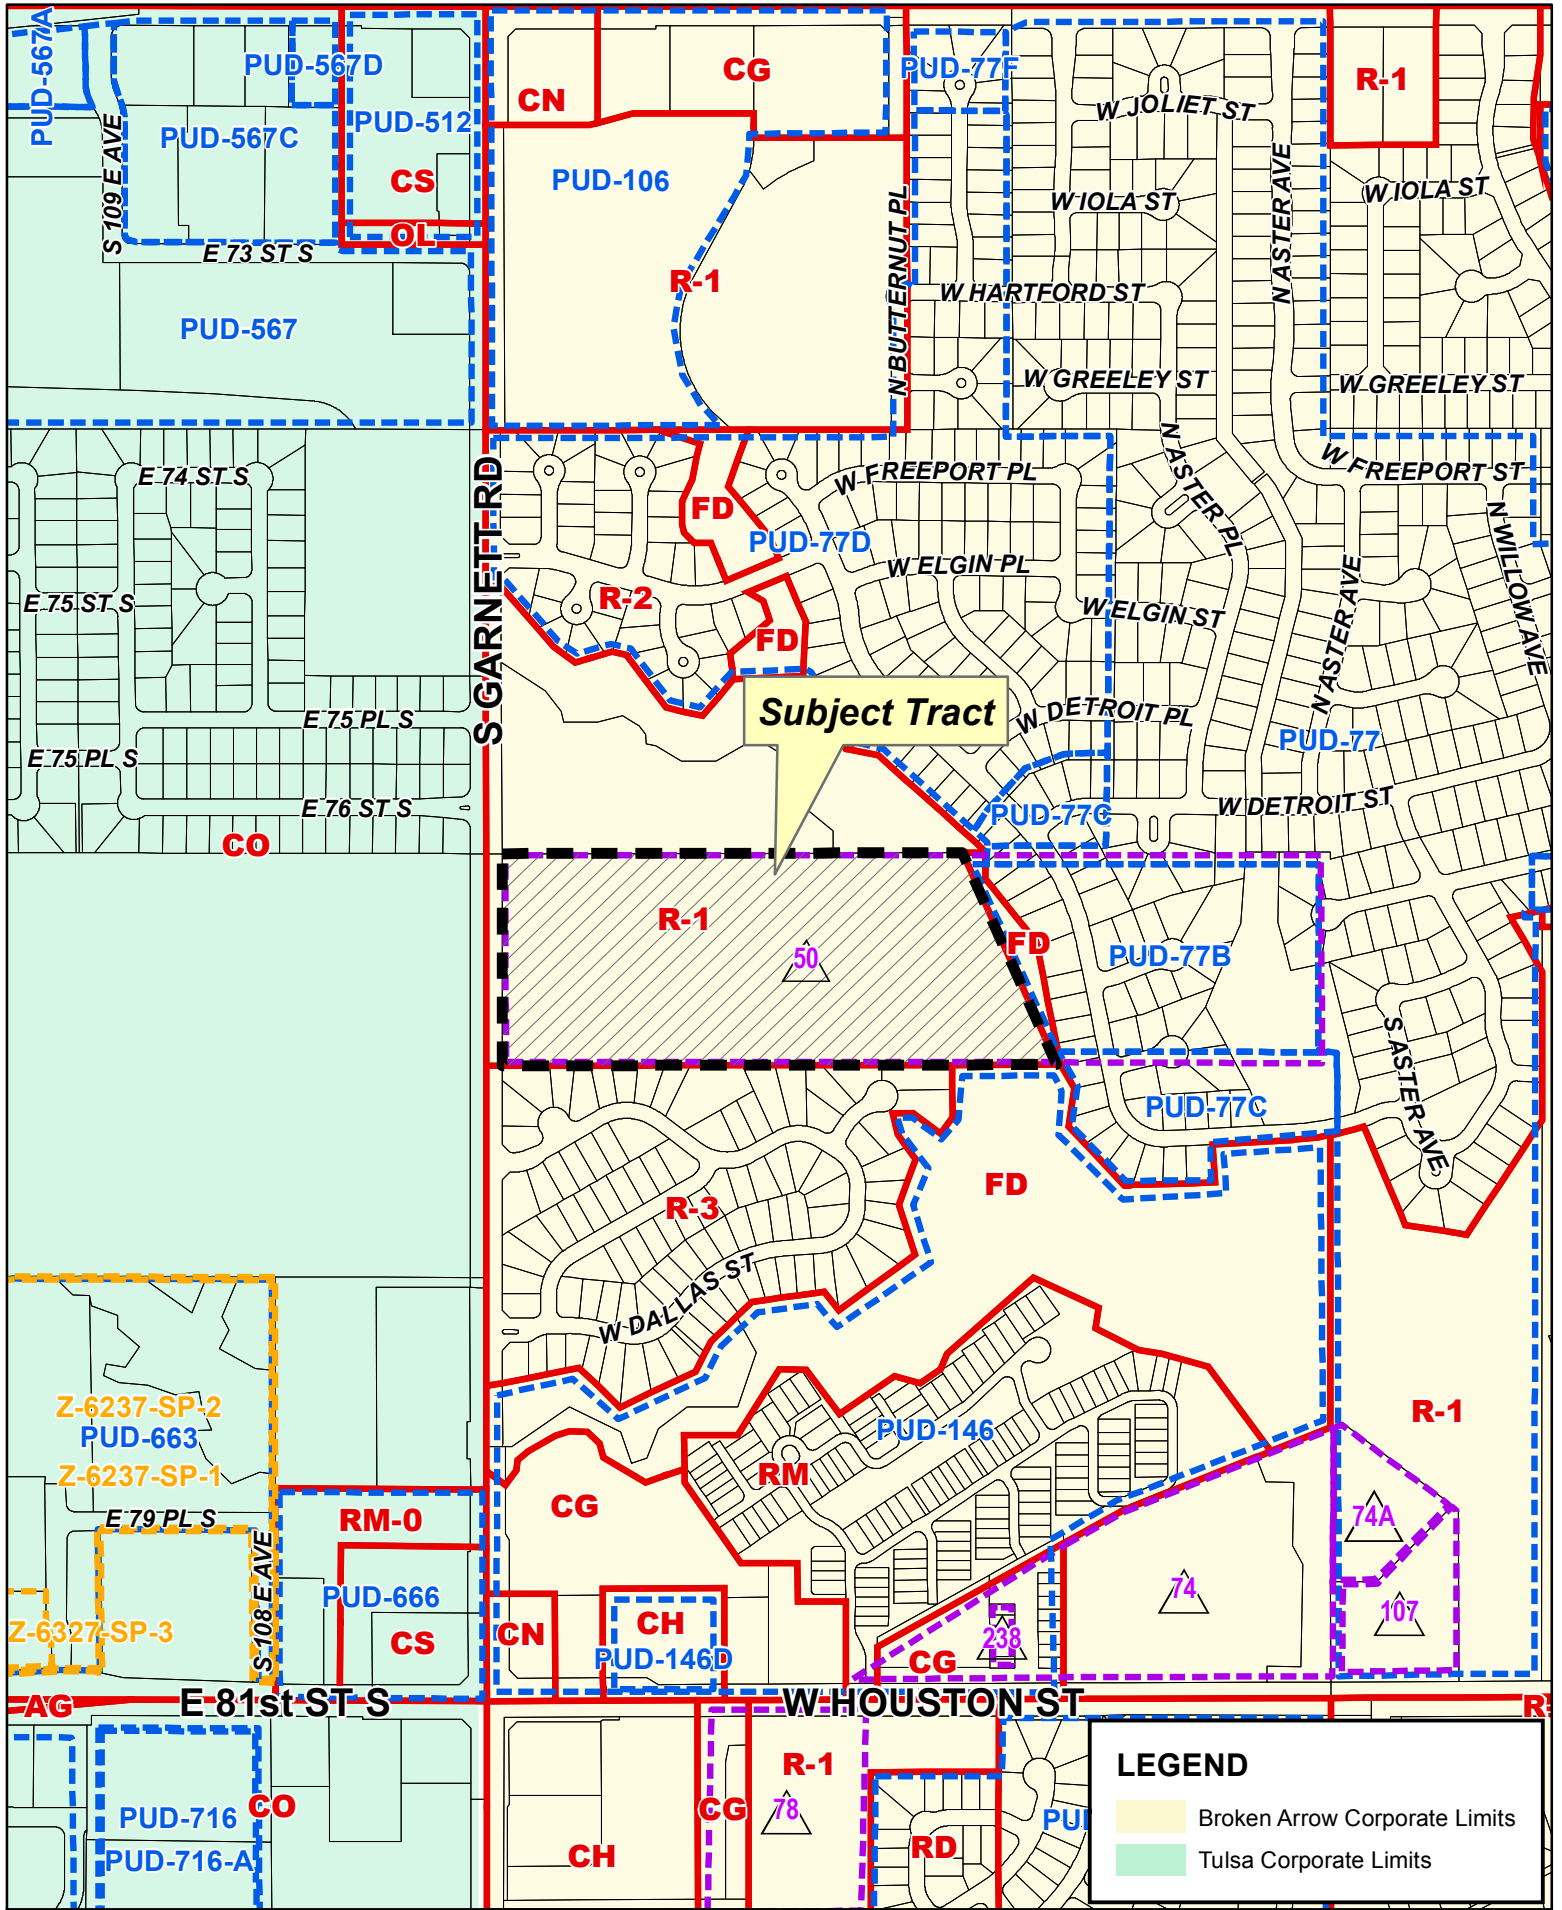 PUD-567A
PUD-567D
PUD-567C
PUD-512
CS
OL
S 109 E AVE
E 73 ST S
PUD-567
CN
CG
PUD-106
R-1
N BUTTERNUT PL
PUD-77F
W JOLIET ST
R-1
W IOLA ST
W IOLA ST
N ASTER AVE
W HARTFORD ST
W GREELEY ST
W GREELEY ST
E 74 ST S
E 75 ST S
E 75 PL S
E 75 PL S
E 76 ST S
CO
S GARNETT RD
FD
W FREEPORT PL
PUD-77D
W ELGIN PL
R-2
FD
N ASTER PL
W FREEPORT ST
N WILLOW AVE
W ELGIN ST
N ASTER AVE
Subject Tract
W DETROIT PL
PUD-77
PUD-77C
W DETROIT ST
R-1
50
FD
PUD-77B
S ASTER AVE
PUD-77C
R-3
FD
W DALLAS ST
Z-6237-SP-2
PUD-663
Z-6237-SP-1
E 79 PL S
S 108 E AVE
RM-0
PUD-666
CS
Z-6327-SP-3
CG
RM
PUD-146
R-1
74A
74
107
CN
CH
PUD-146D
238
CG
AG
E 81st ST S
W HOUSTON ST
PUD-716
CO
PUD-716-A
CH
CG
R-1
78
RD
LEGEND
Broken Arrow Corporate Limits
Tulsa Corporate Limits